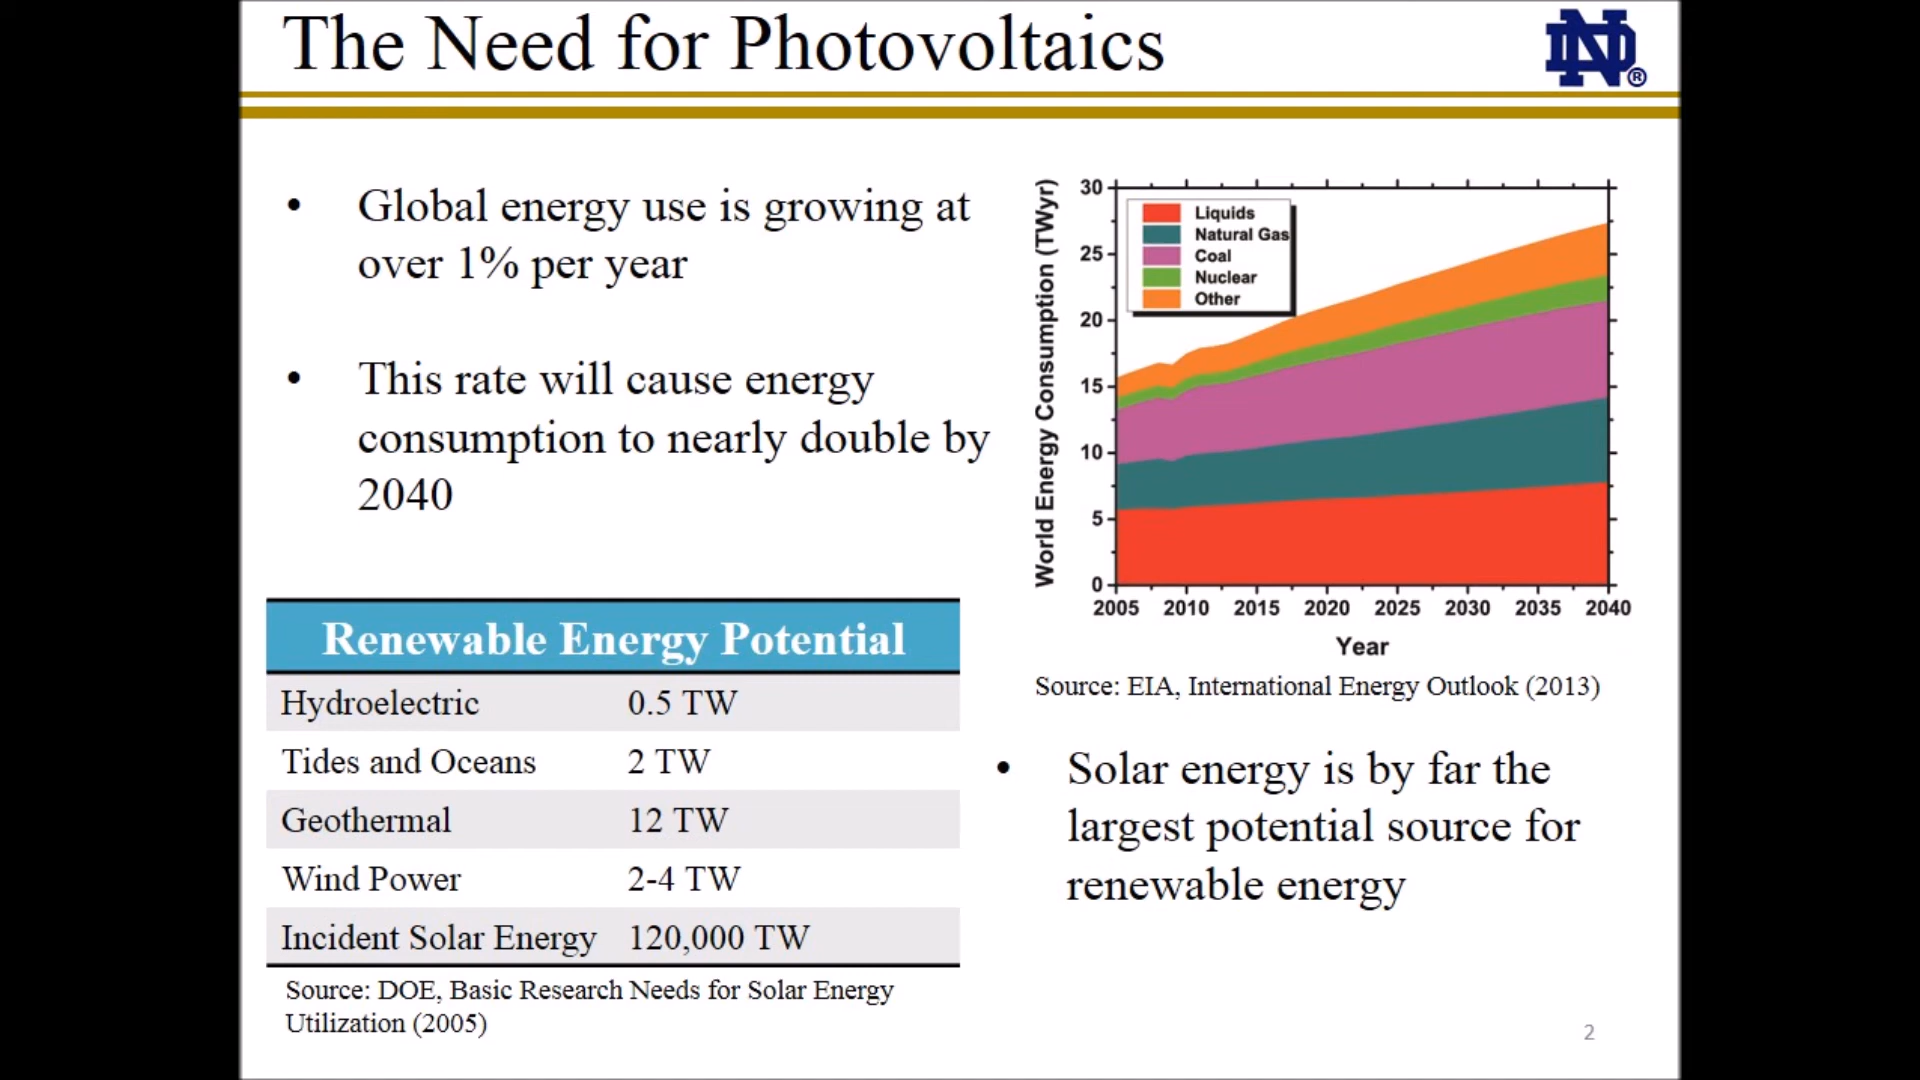 The Need for Photovoltaics
ND®
• Global energy use is growing at
over 1% per year
• This rate will cause energy
consumption to nearly double by
2040
Renewable Energy Potential
Hydroelectric 0.5 TW
Tides and Oceans 2 TW
Geothermal 12 TW
Wind Power 2-4 TW
Incident Solar Energy 120,000 TW
Source: DOE, Basic Research Needs for Solar Energy
Utilization (2005)
World Energy Consumption (TWyr)
30
25
20
15
10
5
0
Liquids
Natural Gas
Coal
Nuclear
Other
2005 2010 2015 2020 2025 2030 2035 2040
Year
Source: EIA, International Energy Outlook (2013)
• Solar energy is by far the
largest potential source for
renewable energy
2